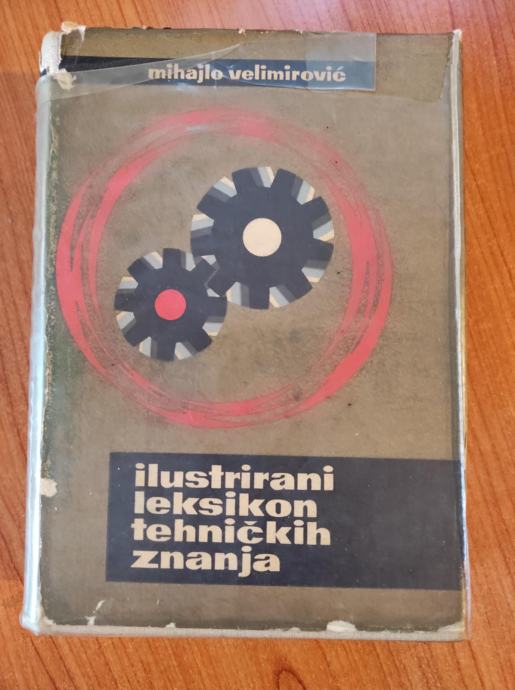 mihajlo velimirović
ilustrirani
leksikon
tehničkih
znanja